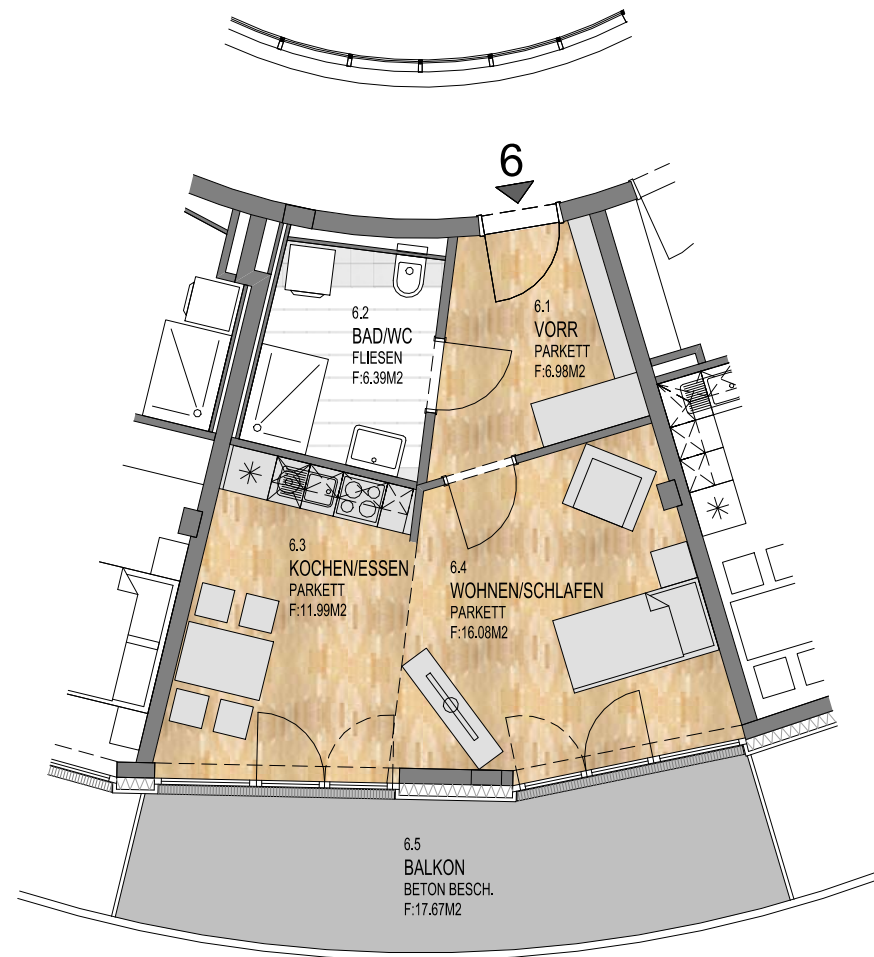 6
6.1
VORR
PARKETT
F:6.98M2
6.2
BAD/WC
FLIESEN
F:6.39M2
6.3
KOCHEN/ESSEN
PARKETT
F:11.99M2
6.4
WOHNEN/SCHLAFEN
PARKETT
F:16.08M2
6.5
BALKON
BETON BESCH.
F:17.67M2